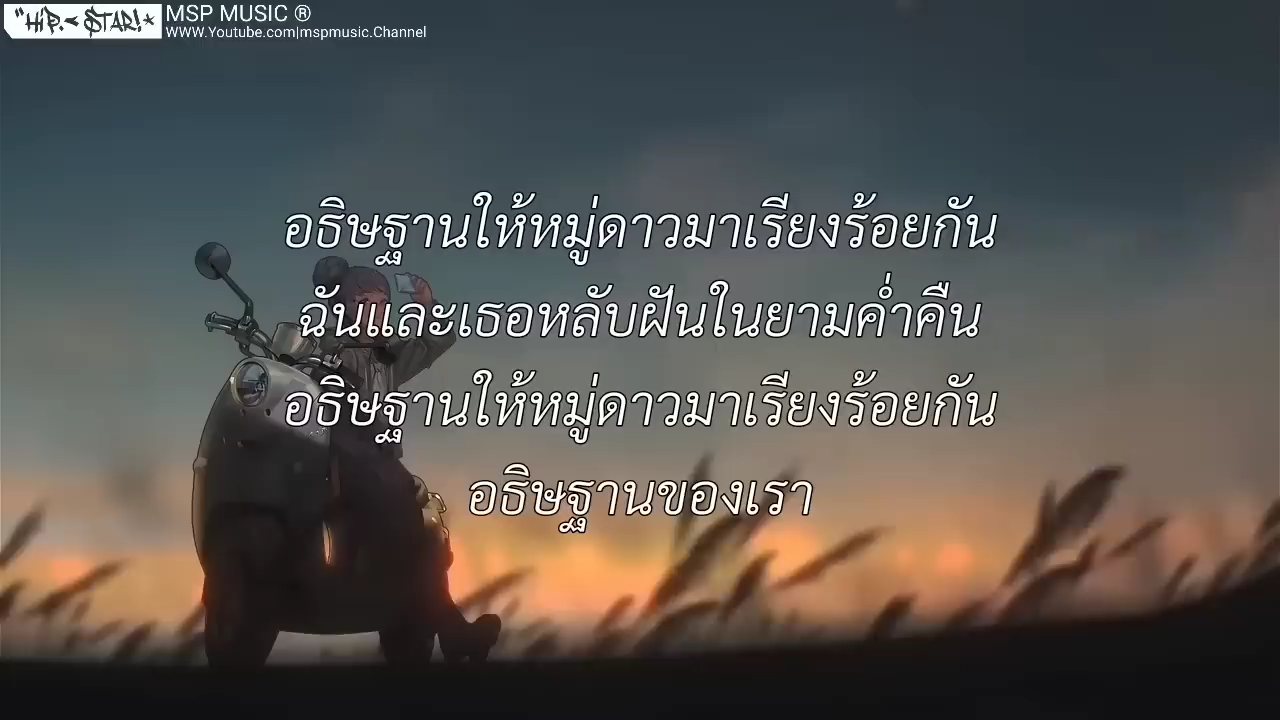 "HIP.< STAR!*
MSP MUSIC ®
WWW.Youtube.com|mspmusic.Channel
อธิษฐานให้หมู่ดาวมาเรียงร้อยกัน
ฉันและเธอหลับฝันในยามค่ำคืน
อธิษฐานให้หมู่ดาวมาเรียงร้อยกัน
อธิษฐานของเรา